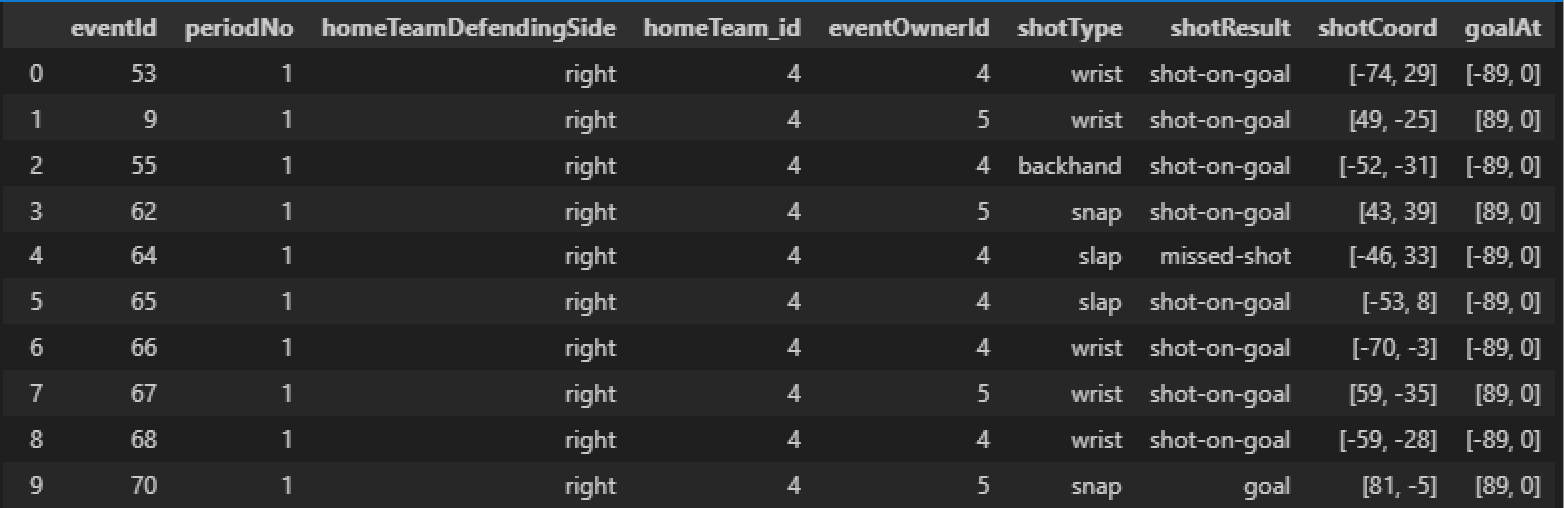 eventId periodNo homeTeamDefendingSide homeTeam_id eventOwnerId shotType shotResult shotCoord goalAt
0 53 1 right 4 4 wrist shot-on-goal [-74, 29] [-89, 0]
1 9 1 right 4 5 wrist shot-on-goal [49, -25] [89, 0]
2 55 1 right 4 4 backhand shot-on-goal [-52, -31] [-89, 0]
3 62 1 right 4 5 snap shot-on-goal [43, 39] [89, 0]
4 64 1 right 4 4 slap missed-shot [-46, 33] [-89, 0]
5 65 1 right 4 4 slap shot-on-goal [-53, 8] [-89, 0]
6 66 1 right 4 4 wrist shot-on-goal [-70, -3] [-89, 0]
7 67 1 right 4 5 wrist shot-on-goal [59, -35] [89, 0]
8 68 1 right 4 4 wrist shot-on-goal [-59, -28] [-89, 0]
9 70 1 right 4 5 snap goal [81, -5] [89, 0]